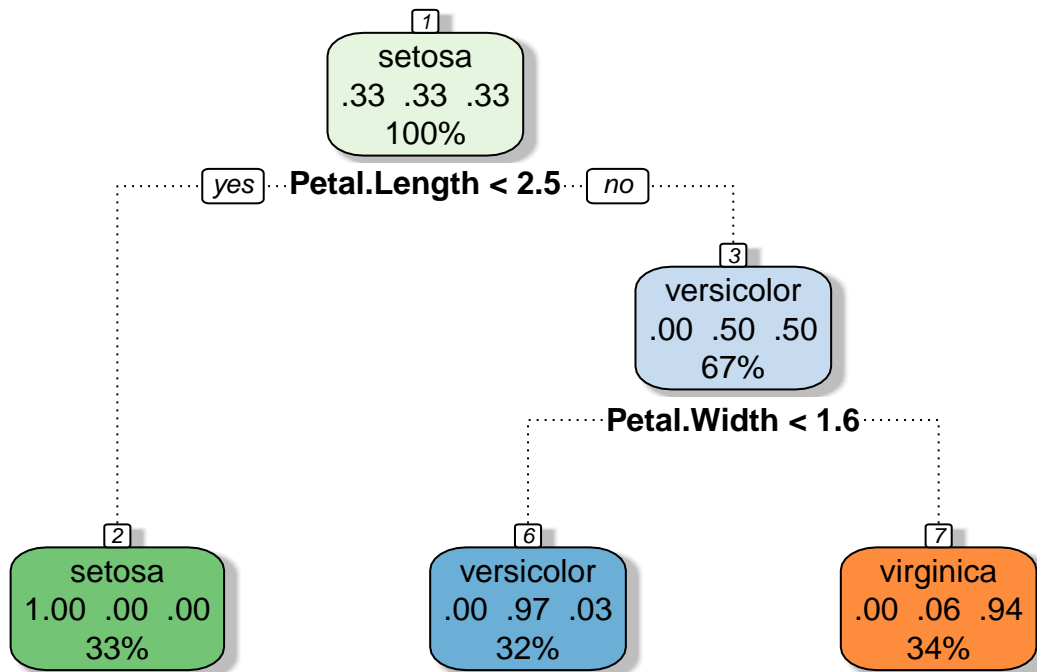 1
setosa
.33 .33 .33
100%
yes Petal.Length < 2.5 no
3
versicolor
.00 .50 .50
67%
Petal.Width < 1.6
2
setosa
1.00 .00 .00
33%
6
versicolor
.00 .97 .03
32%
7
virginica
.00 .06 .94
34%